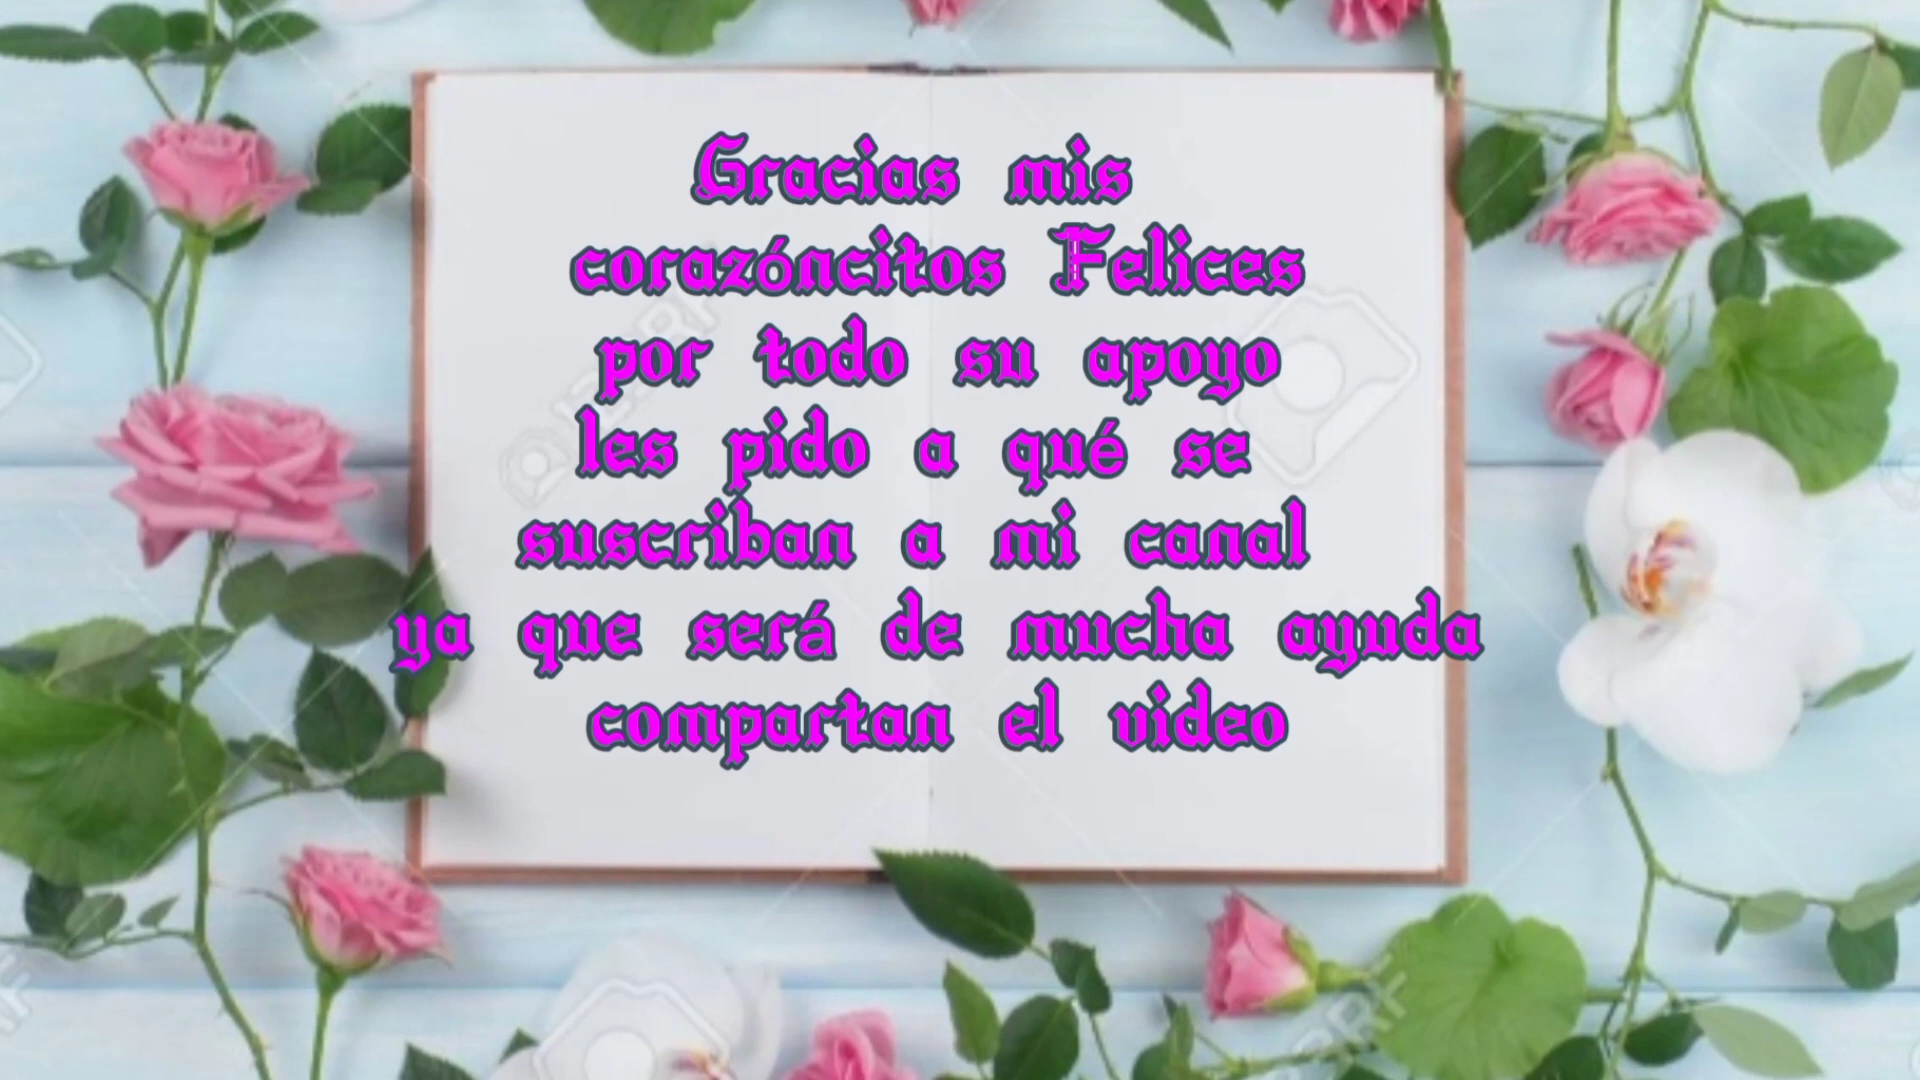 Gracias mis
corazóncitos Felices
por todo su apoyo
les pido a qué se
suscriban a mi canal
ya que será de mucha ayuda
compartan el video